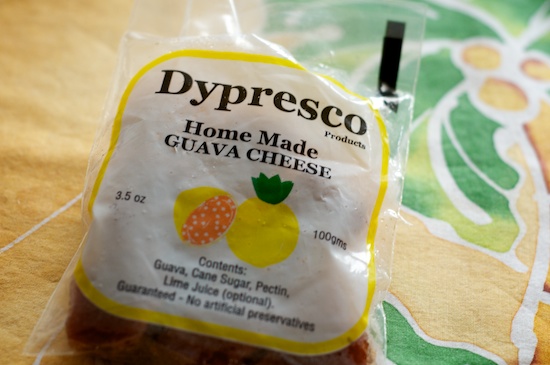 Dypresco
Products
Home Made
GUAVA CHEESE
3.5 oz
100gms
Contents:
Guava, Cane Sugar, Pectin,
Lime Juice (optional).
Guaranteed - No artificial preservatives